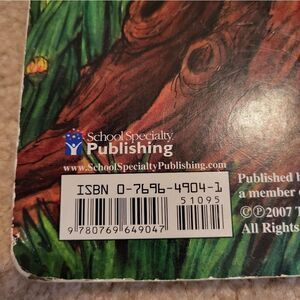 School Specialty
Publishing
www.SchoolSpecialtyPublishing.com
ISBN 0-7696-4904-1
51095
9 780769 649047
Published b
a member
©℗2007 T
All Rights